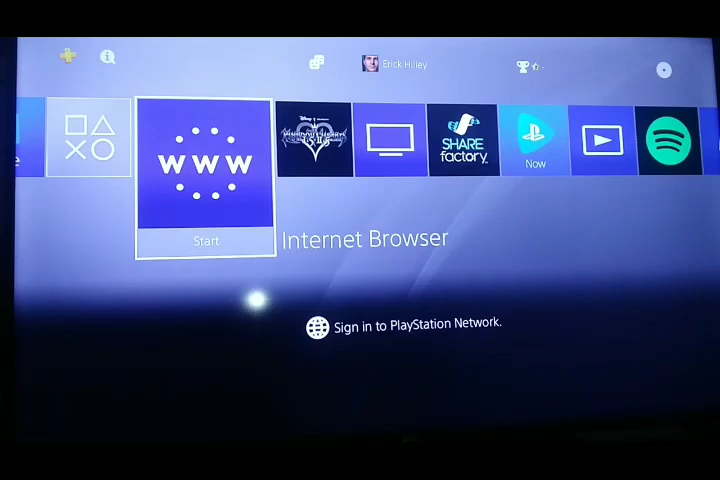 Erick Hilley
e
WWW
SHARE
factory
Now
Start
Internet Browser
Sign in to PlayStation Network.